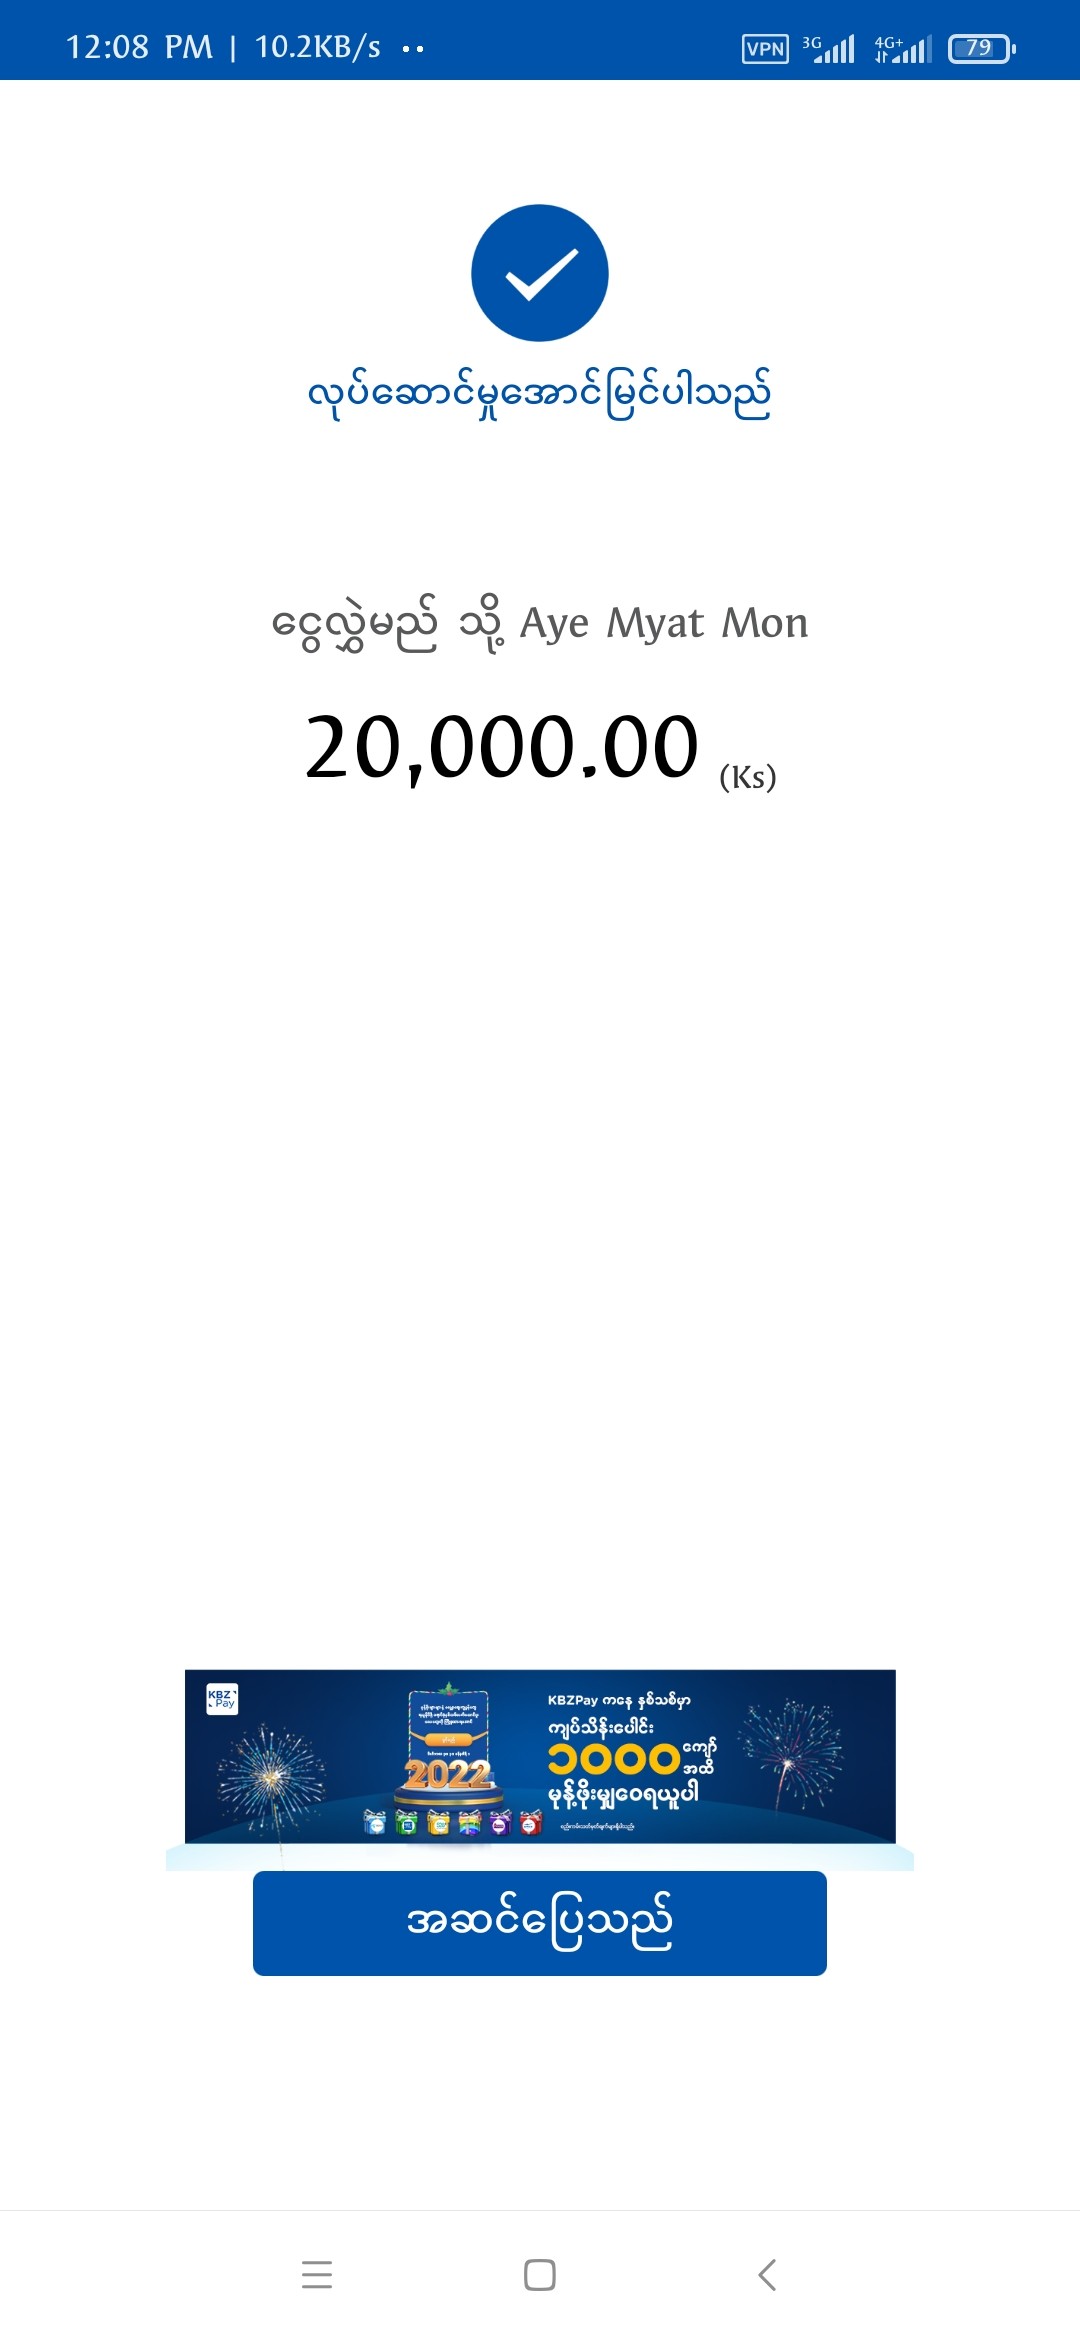 12:08 PM | 10.2KB/s ..
VPN 3G 4G+ 79
လုပ်ဆောင်မှုအောင်မြင်ပါသည်
ငွေလွှဲမည် သို့ Aye Myat Mon
20,000.00 (Ks)
KBZ Pay
2022
KBZPay ကနေ နှစ်သစ်မှာ
ကျပ်သိန်းပေါင်း
၁၀၀၀ ကျော် အထိ
မုန့်ဖိုးမျှဝေရယူပါ
အဆင်ပြေသည်